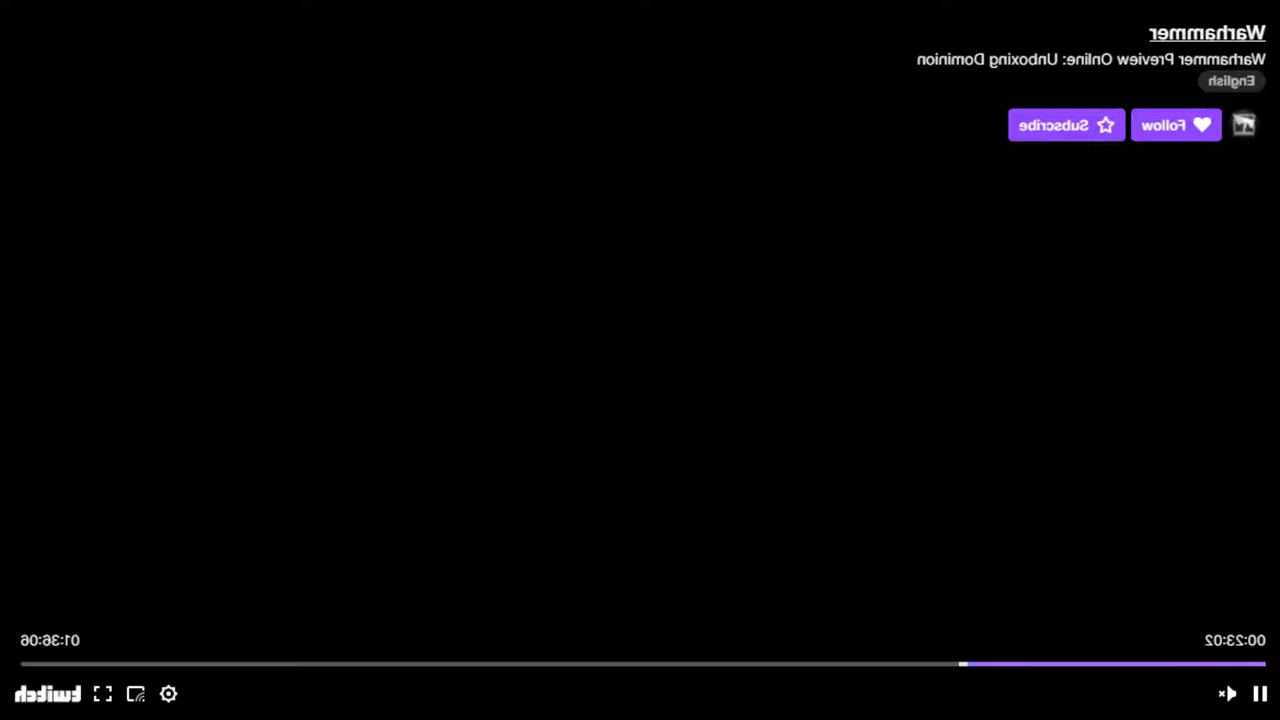 Warhammer
Warhammer Preview Online: Unboxing Dominion
English
Follow Subscribe
00:23:02 01:36:06
twitch